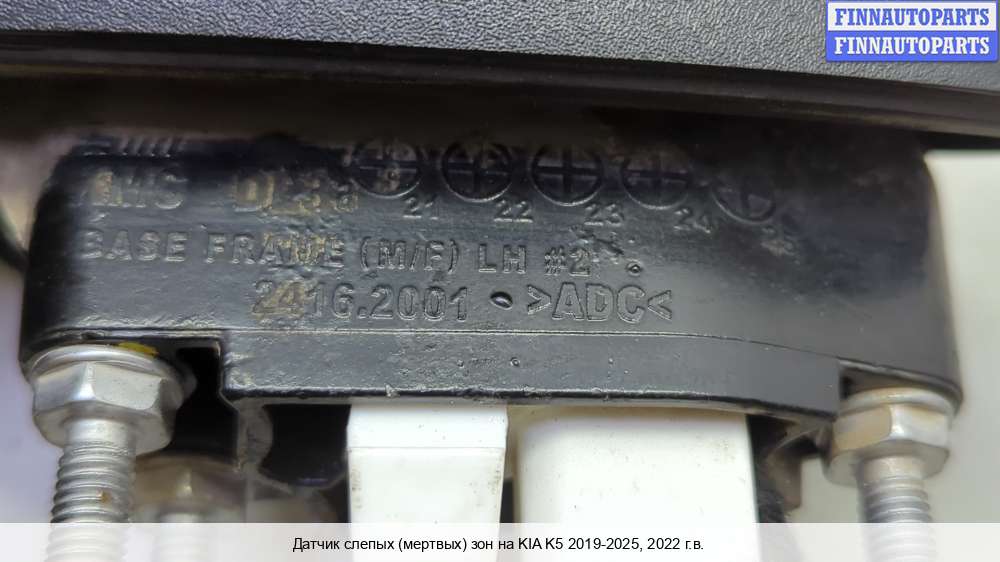 FINNAUTOPARTS
FINNAUTOPARTS
21 22 23 24
BASE FRAME (M/F) LH #2
2416.2001 • >ADC<
Датчик слепых (мертвых) зон на KIA K5 2019-2025, 2022 г.в.